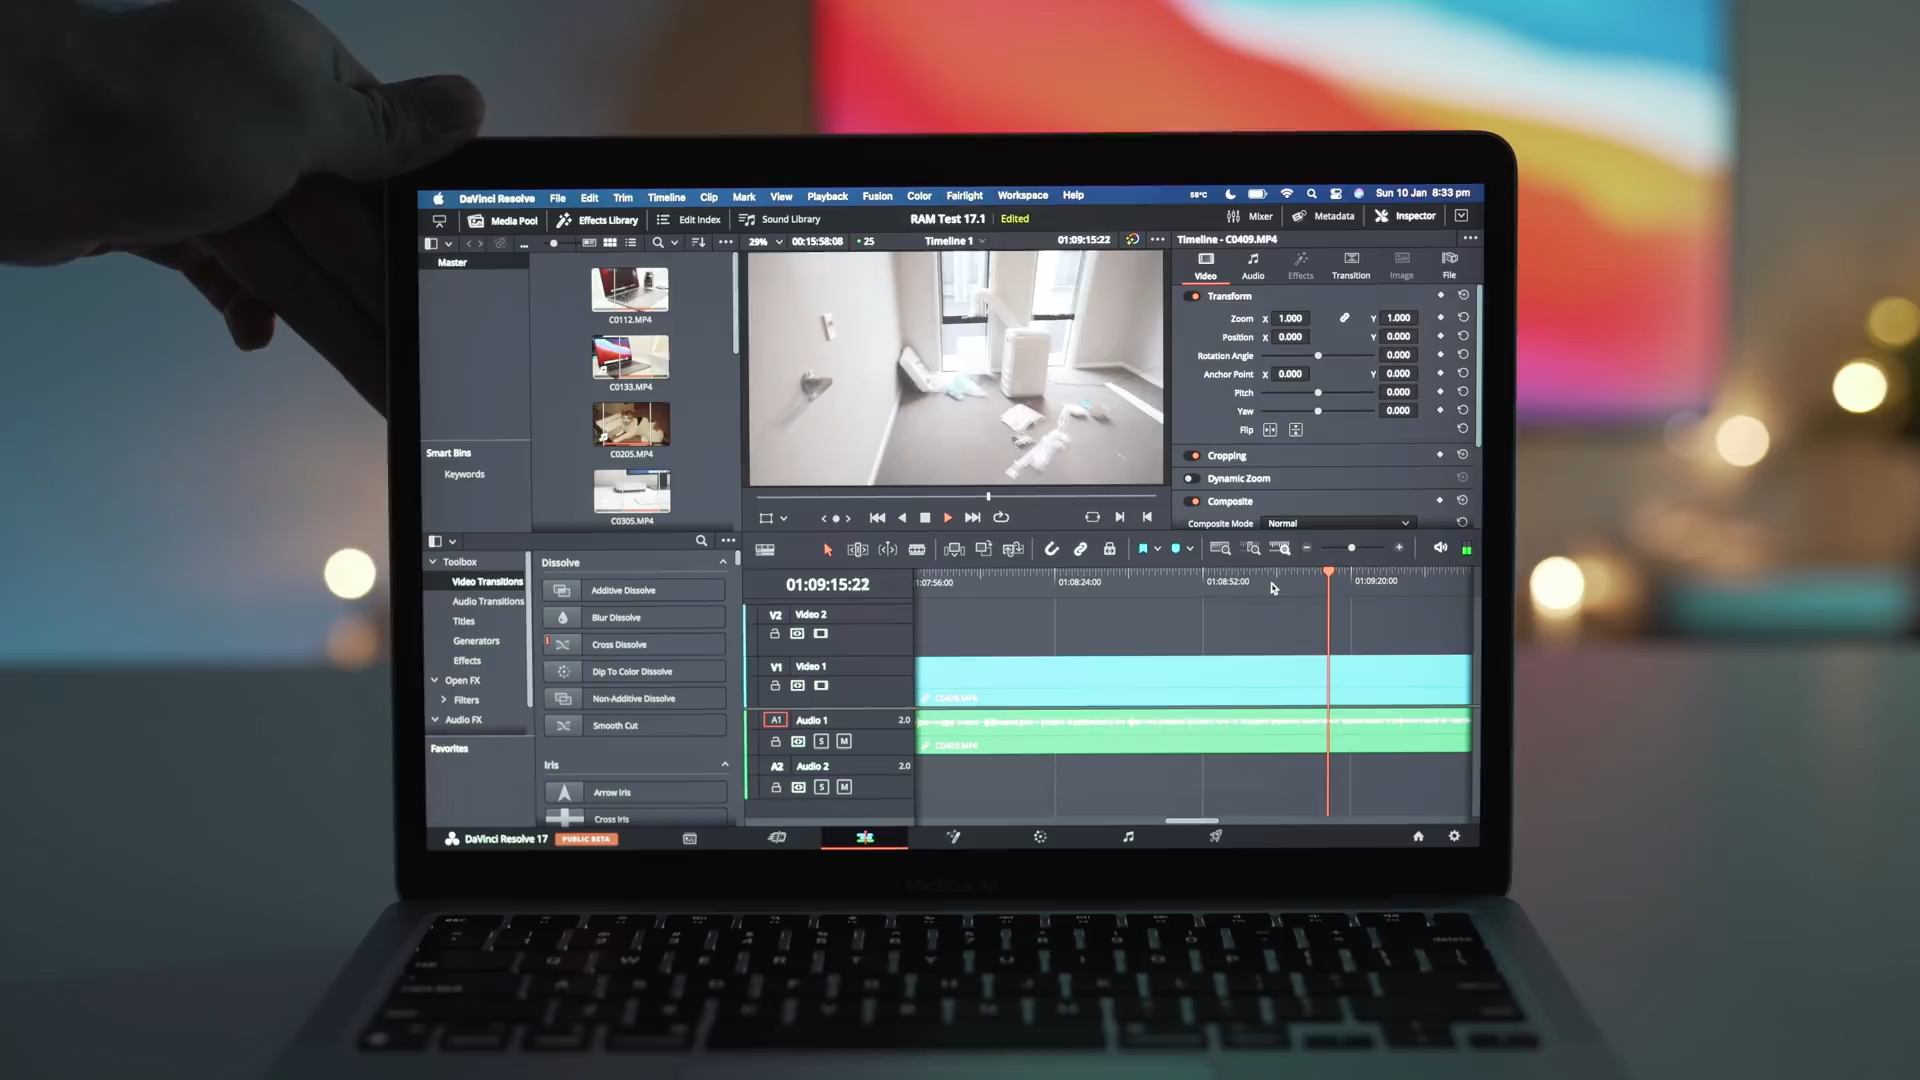 DaVinci Resolve File Edit Trim Timeline Clip Mark View Playback Fusion Color Fairlight Workspace Help 58°C Sun 10 Jan 8:33 pm
Media Pool Effects Library Edit Index Sound Library RAM Test 17.1 Edited Mixer Metadata Inspector
29% 00:15:58:08 25 Timeline 1 01:09:15:22 Timeline - C0409.MP4
Master
C0112.MP4
C0133.MP4
C0205.MP4
C0305.MP4
Smart Bins
Keywords
Video Audio Effects Transition Image File
Transform
Zoom X 1.000 Y 1.000
Position X 0.000 Y 0.000
Rotation Angle 0.000
Anchor Point X 0.000 Y 0.000
Pitch 0.000
Yaw 0.000
Flip
Cropping
Dynamic Zoom
Composite
Composite Mode Normal
Toolbox
Video Transitions
Audio Transitions
Titles
Generators
Effects
Open FX
Filters
Audio FX
Favorites
Dissolve
Additive Dissolve
Blur Dissolve
Cross Dissolve
Dip To Color Dissolve
Non-Additive Dissolve
Smooth Cut
Iris
Arrow Iris
Cross Iris
01:09:15:22
1:07:56:00 01:08:24:00 01:08:52:00 01:09:20:00
V2 Video 2
V1 Video 1
C0409.MP4
A1 Audio 1 2.0
S M
C0409.MP4
A2 Audio 2 2.0
S M
DaVinci Resolve 17 PUBLIC BETA
MacBook Air
esc
delete
Q W E R T Y U I O P